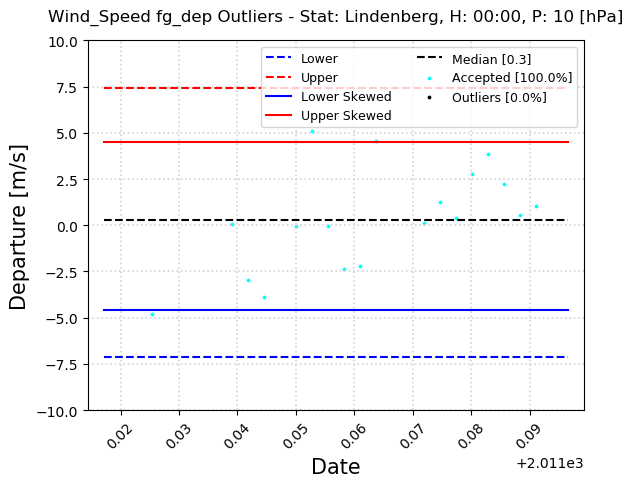 Wind_Speed fg_dep Outliers - Stat: Lindenberg, H: 00:00, P: 10 [hPa]
10.0
7.5
5.0
2.5
0.0
−2.5
−5.0
−7.5
−10.0
Departure [m/s]
Lower
Upper
Lower Skewed
Upper Skewed
Median [0.3]
Accepted [100.0%]
Outliers [0.0%]
0.02
0.03
0.04
0.05
0.06
0.07
0.08
0.09
+2.011e3
Date